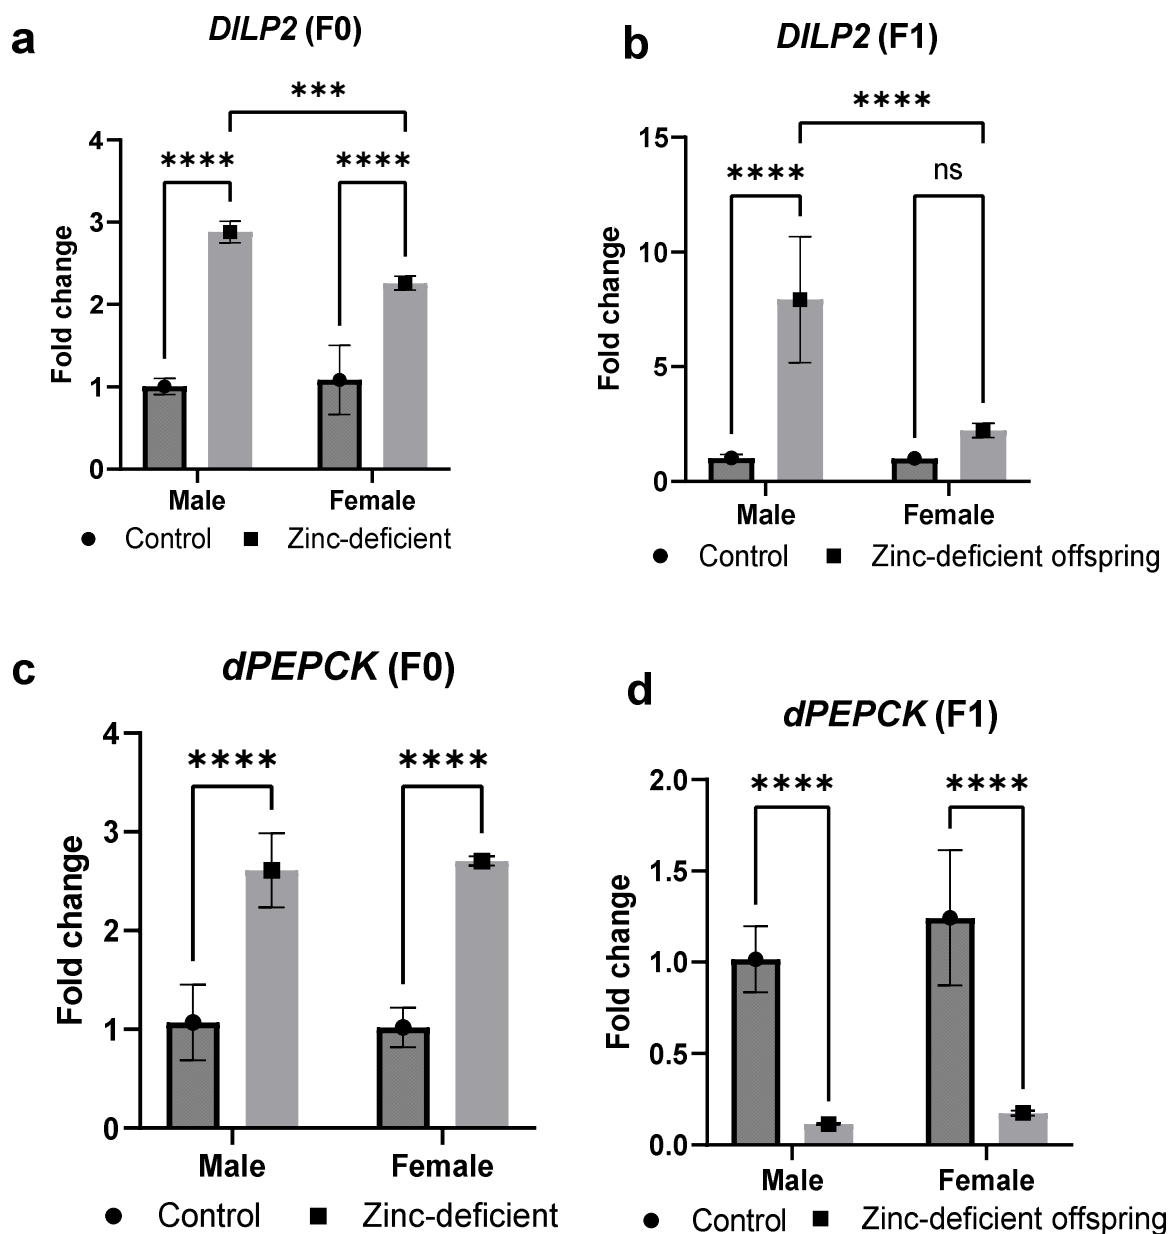 a
DILP2 (F0)
***
****
****
4
3
2
1
0
Fold change
Male
Female
Control
Zinc-deficient
b
DILP2 (F1)
****
****
ns
15
10
5
0
Fold change
Male
Female
Control
Zinc-deficient offspring
c
dPEPCK (F0)
****
****
4
3
2
1
0
Fold change
Male
Female
Control
Zinc-deficient
d
dPEPCK (F1)
****
****
2.0
1.5
1.0
0.5
0.0
Fold change
Male
Female
Control
Zinc-deficient offspring